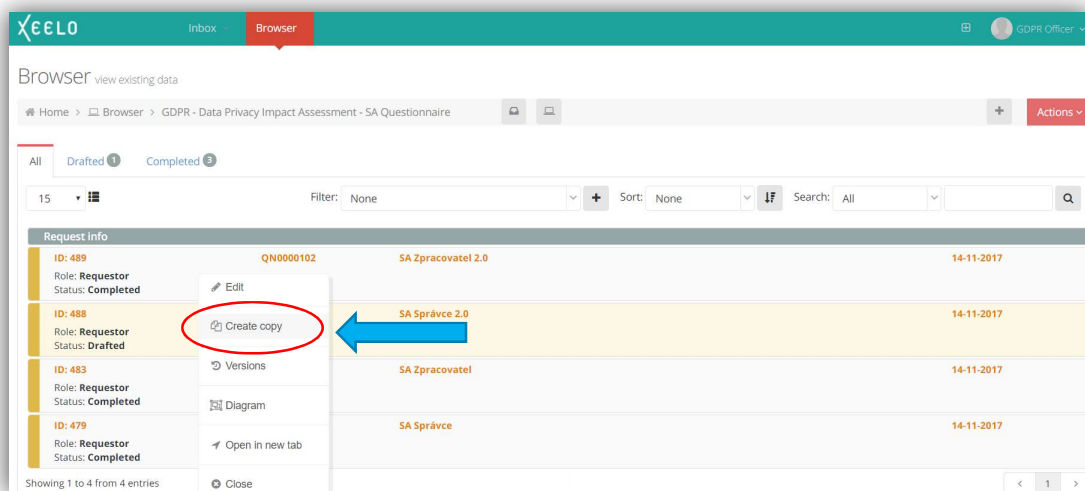 XEELO
Inbox
Browser
GDPR Officer
Browser view existing data
Home > Browser > GDPR - Data Privacy Impact Assessment - SA Questionnaire
Actions
All Drafted 1 Completed 3
15 Filter: None Sort: None Search: All
Request info
ID: 489 QN0000102 SA Zpracovatel 2.0 14-11-2017
Role: Requestor
Status: Completed
Edit
ID: 488 SA Správce 2.0 14-11-2017
Role: Requestor
Status: Drafted
Create copy
Versions
ID: 483 SA Zpracovatel 14-11-2017
Role: Requestor
Status: Completed
Diagram
ID: 479 SA Správce 14-11-2017
Role: Requestor
Status: Completed
Open in new tab
Close
Showing 1 to 4 from 4 entries
< 1 >